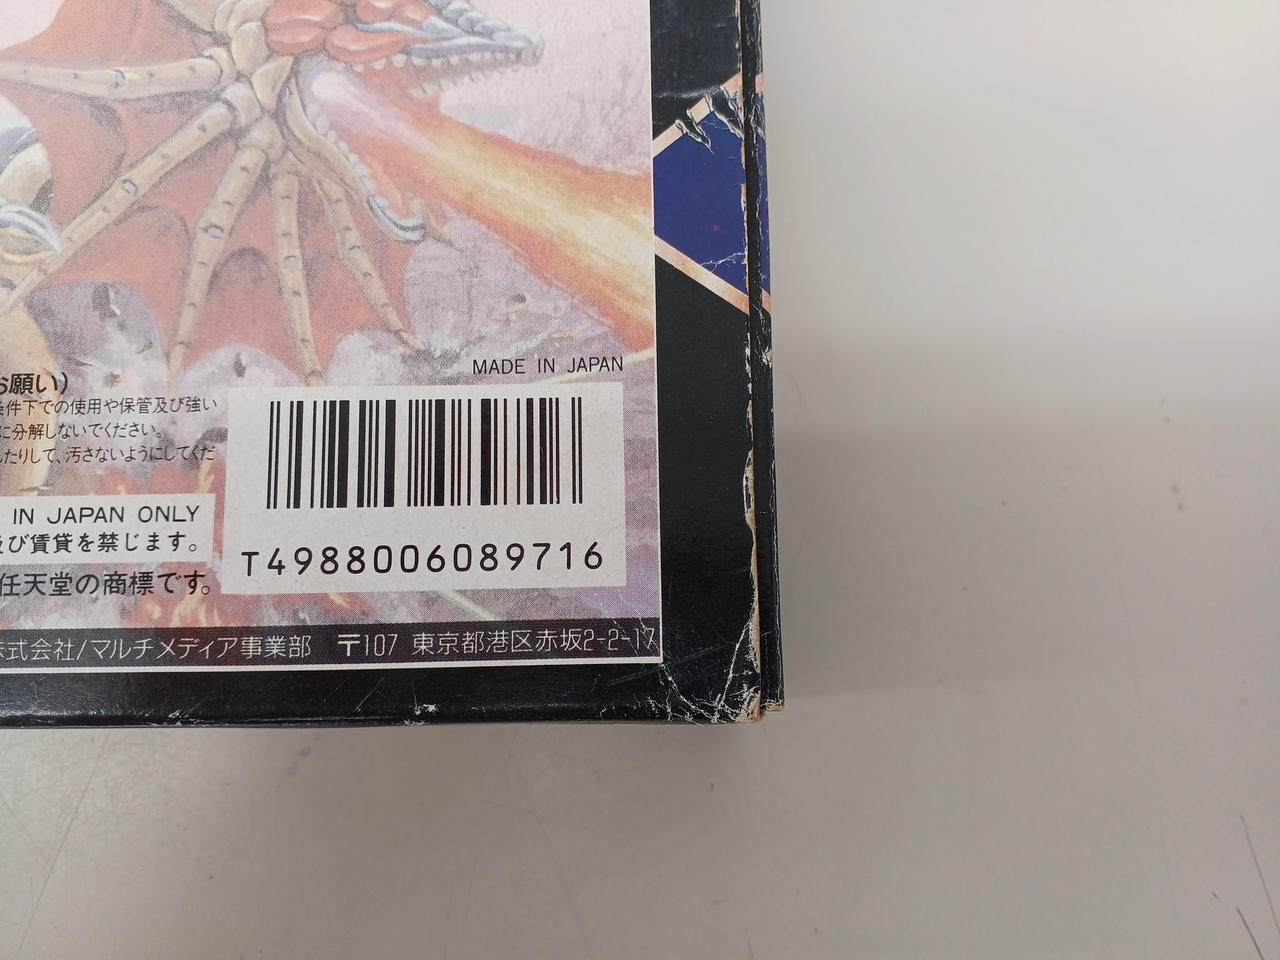 MADE IN JAPAN
お願い)
条件下での使用や保管及び強い
に分解しないでください。
したりして、汚さないようにしてくだ
IN JAPAN ONLY
及び賃貸を禁じます。
任天堂の商標です。
T4988006089716
株式会社/マルチメディア事業部 〒107 東京都港区赤坂2-2-17